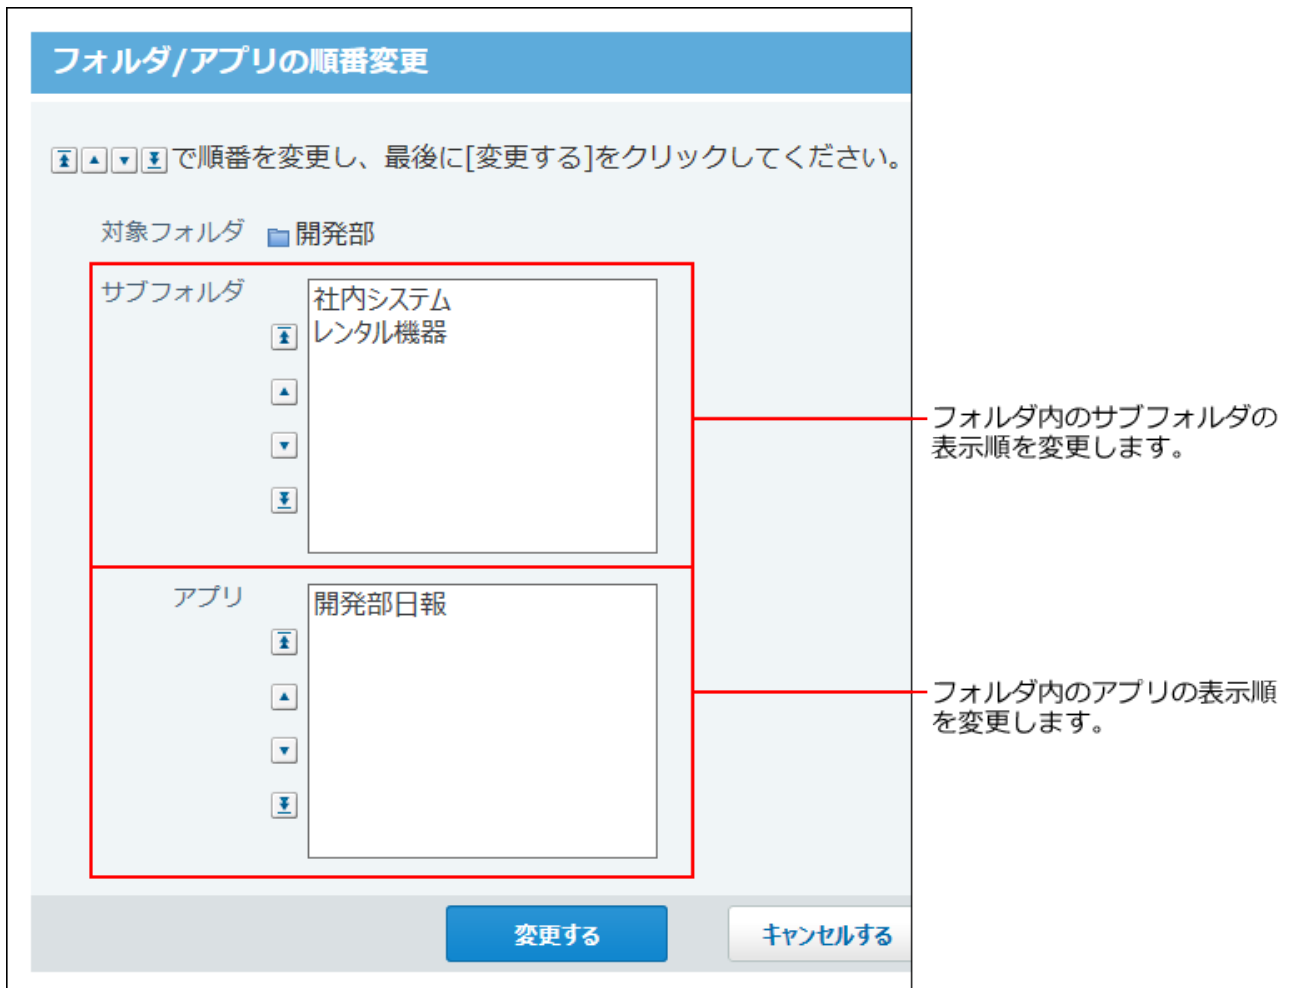 フォルダ/アプリの順番変更
で順番を変更し、最後に[変更する]をクリックしてください。
対象フォルダ 開発部
サブフォルダ
社内システム
レンタル機器
フォルダ内のサブフォルダの
表示順を変更します。
アプリ
開発部日報
フォルダ内のアプリの表示順
を変更します。
変更する
キャンセルする